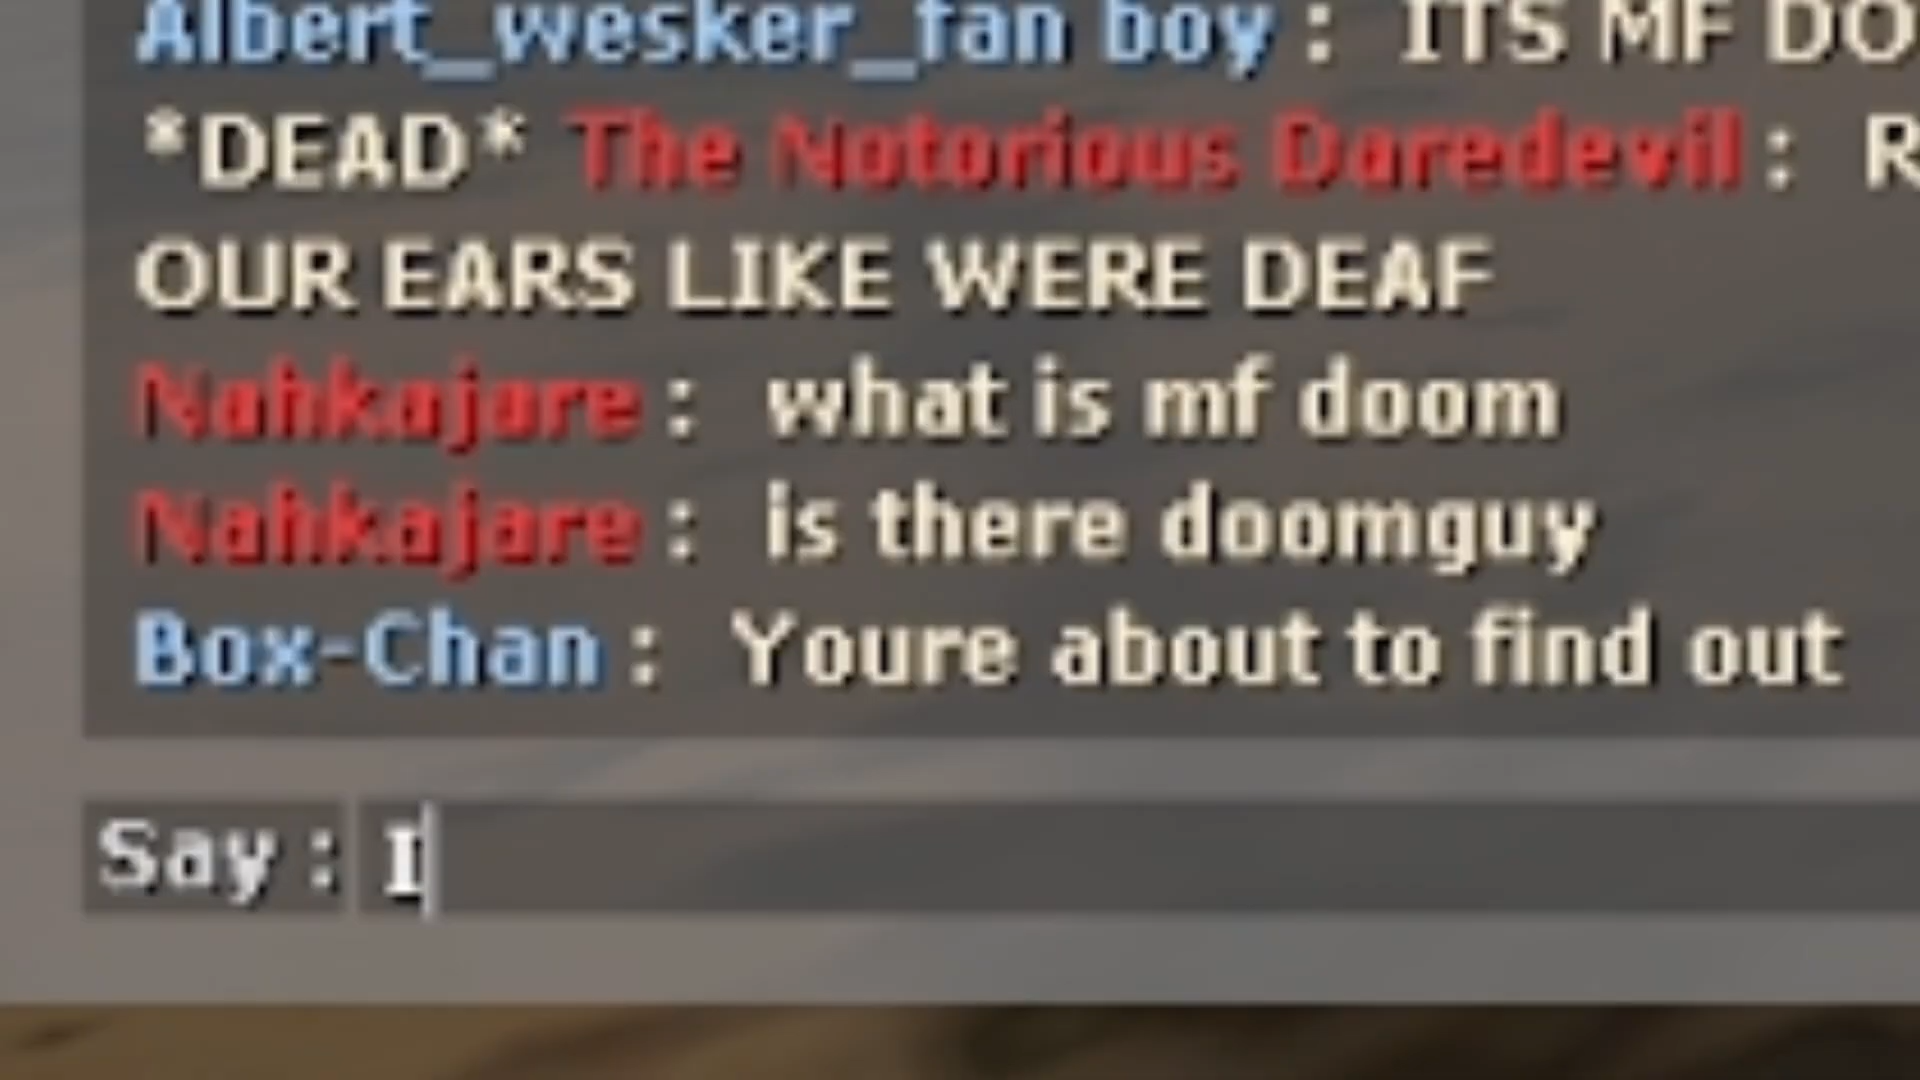 Albert_wesker_fan boy : ITS MF DO
*DEAD* The Notorious Daredevil : R
OUR EARS LIKE WERE DEAF
Nahkajare : what is mf doom
Nahkajare : is there doomguy
Box-Chan : Youre about to find out
Say : I